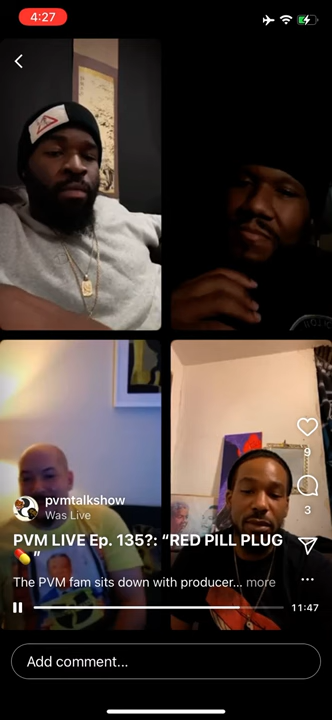 4:27
9
pvmtalkshow
Was Live
3
PVM LIVE Ep. 135?: “RED PILL PLUG
💊”
The PVM fam sits down with producer... more
11:47
Add comment...